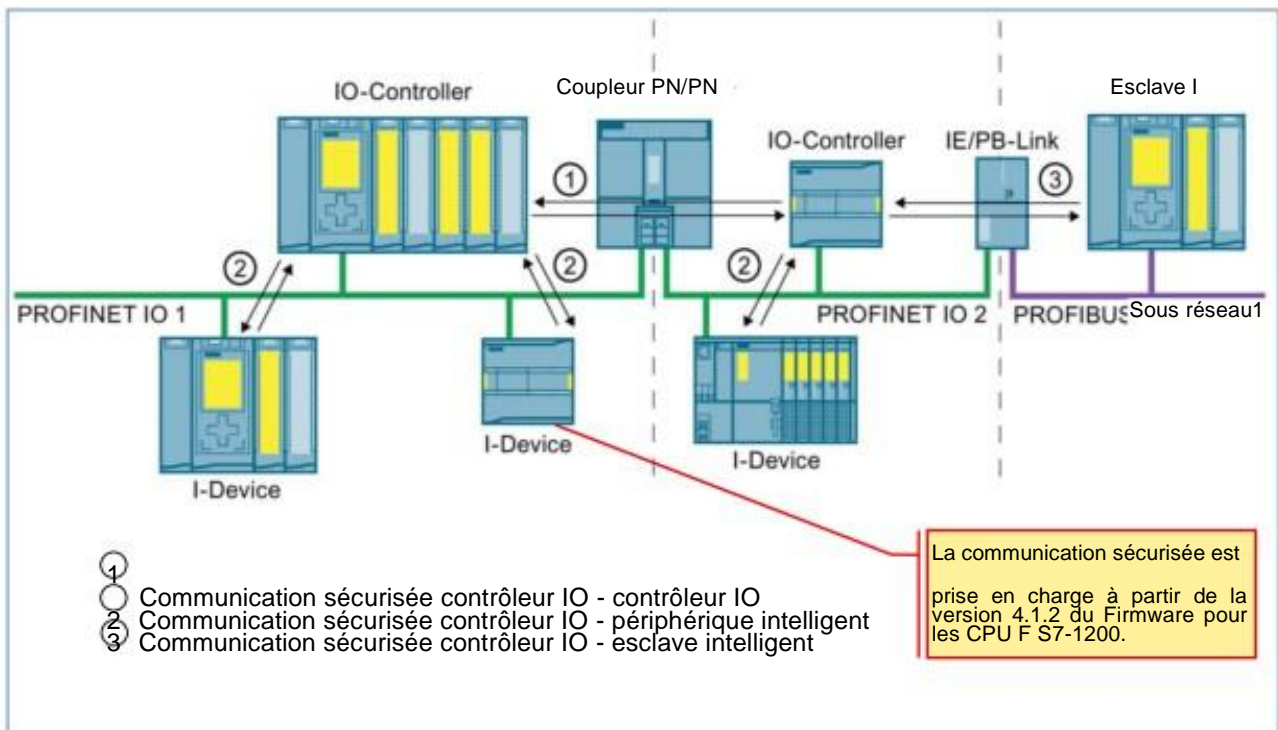 IO-Controller
Coupleur PN/PN
Esclave I
IO-Controller
IE/PB-Link
1
3
2
2
2
PROFINET IO 1
PROFINET IO 2
PROFIBUS
Sous réseau1
I-Device
I-Device
I-Device
1
Communication sécurisée contrôleur IO - contrôleur IO
2 Communication sécurisée contrôleur IO - périphérique intelligent
3 Communication sécurisée contrôleur IO - esclave intelligent
La communication sécurisée est
prise en charge à partir de la
version 4.1.2 du Firmware pour
les CPU F S7-1200.